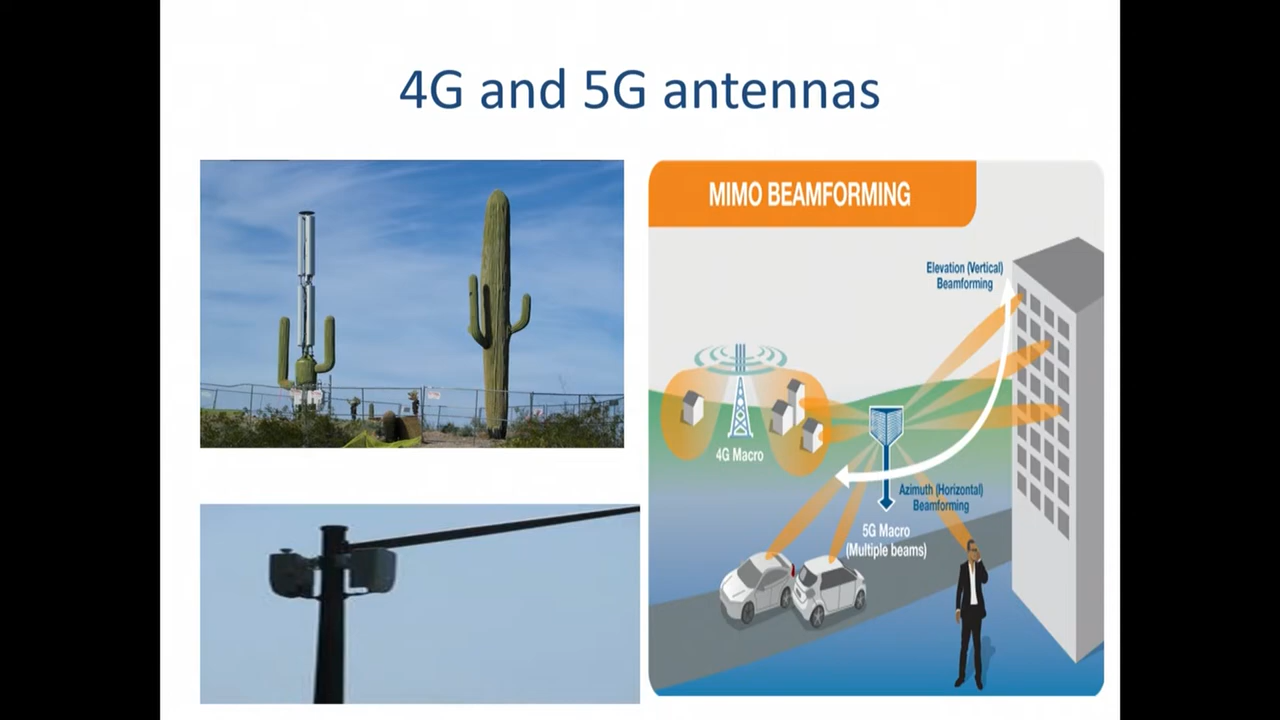 4G and 5G antennas
MIMO BEAMFORMING
Elevation (Vertical)
Beamforming
4G Macro
Azimuth (Horizontal)
Beamforming
5G Macro
(Multiple beams)